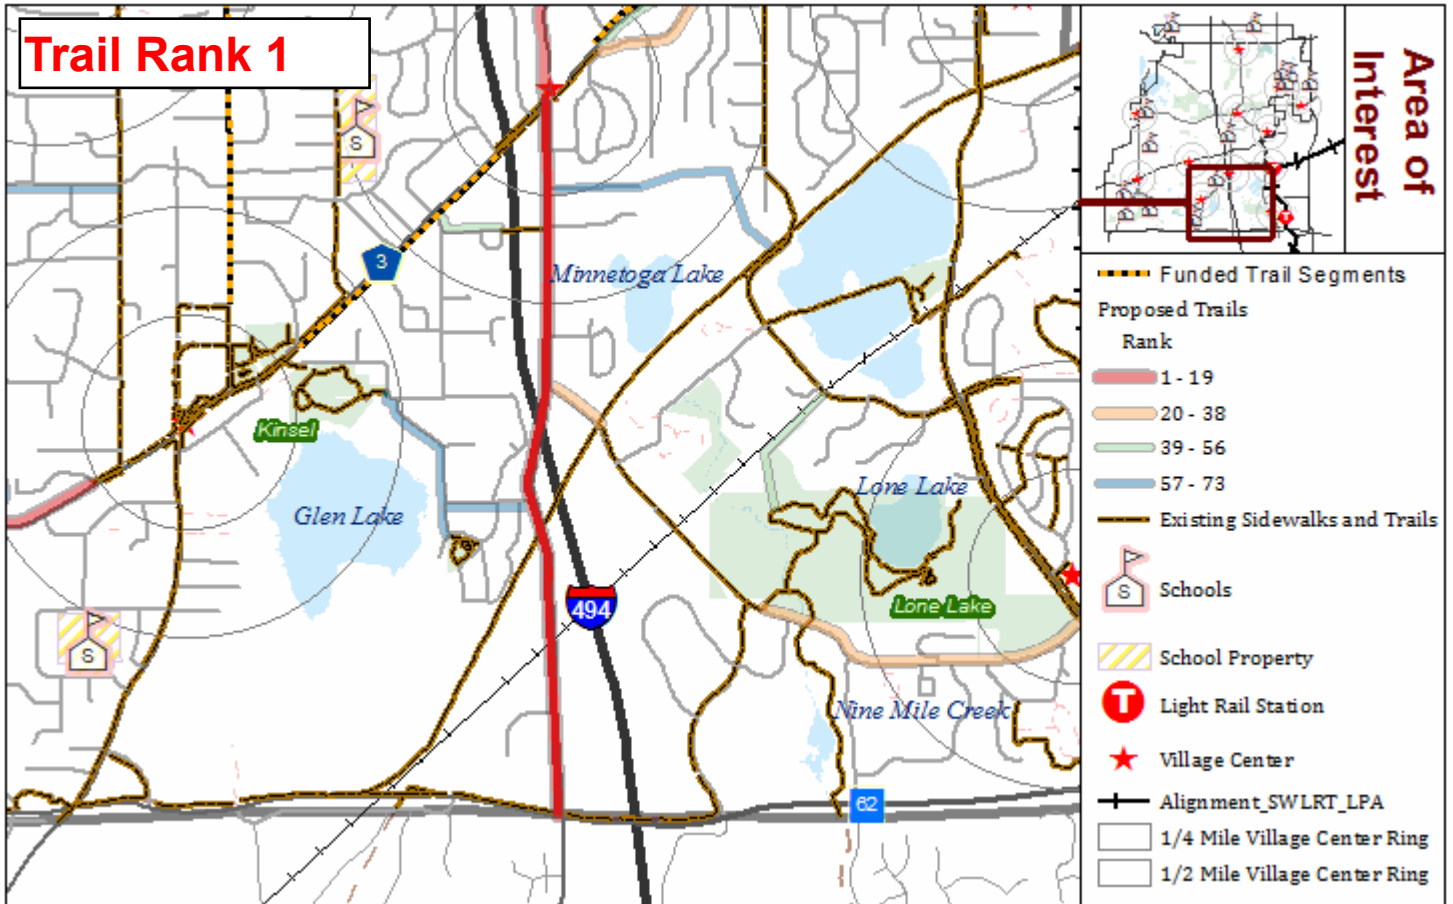 Trail Rank 1
S
3
Minnetoga Lake
Kinsel
Glen Lake
Lone Lake
494
Lone Lake
S
Nine Mile Creek
62
Area of
Interest
T
Funded Trail Segments
Proposed Trails
Rank
1 - 19
20 - 38
39 - 56
57 - 73
Existing Sidewalks and Trails
S
Schools
School Property
T
Light Rail Station
Village Center
Alignment_SWLRT_LPA
1/4 Mile Village Center Ring
1/2 Mile Village Center Ring